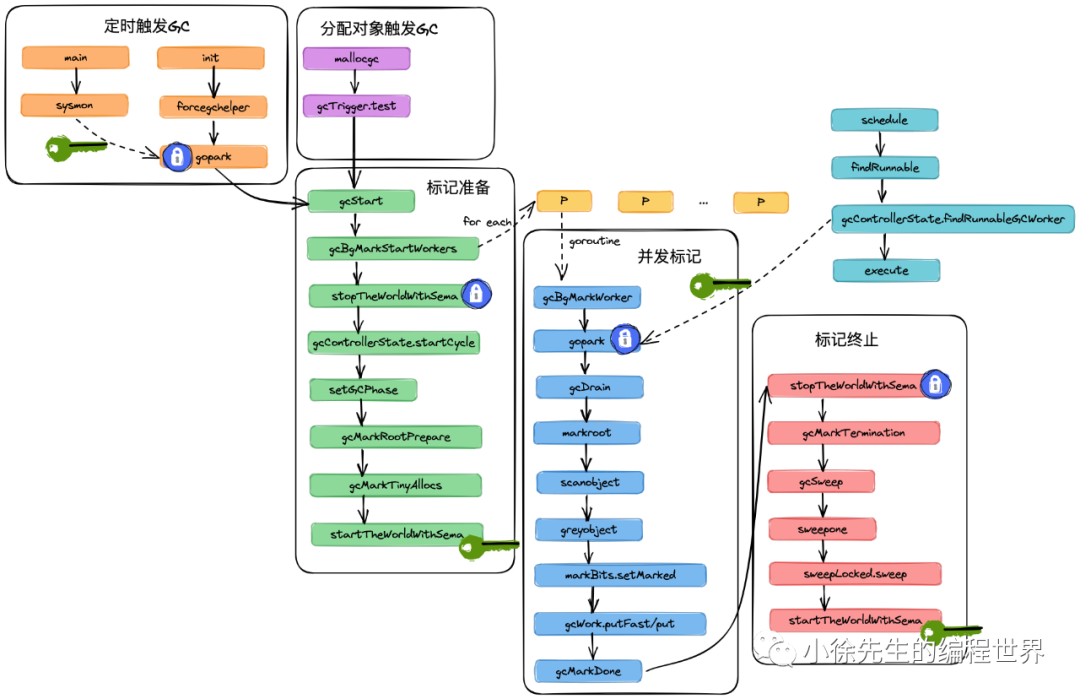 定时触发GC
main
init
sysmon
forcegchelper
gopark
分配对象触发GC
mallocgc
gcTrigger.test
标记准备
gcStart
gcBgMarkStartWorkers
stopTheWorldWithSema
gcControllerState.startCycle
setGCPhase
gcMarkRootPrepare
gcMarkTinyAllocs
startTheWorldWithSema
for each
P
P
...
P
goroutine
并发标记
gcBgMarkWorker
gopark
gcDrain
markroot
scanobject
greyobject
markBits.setMarked
gcWork.putFast/put
gcMarkDone
schedule
findRunnable
gcControllerState.findRunnableGCWorker
execute
标记终止
stopTheWorldWithSema
gcMarkTermination
gcSweep
sweepone
sweepLocked.sweep
startTheWorldWithSema
小徐先生的编程世界